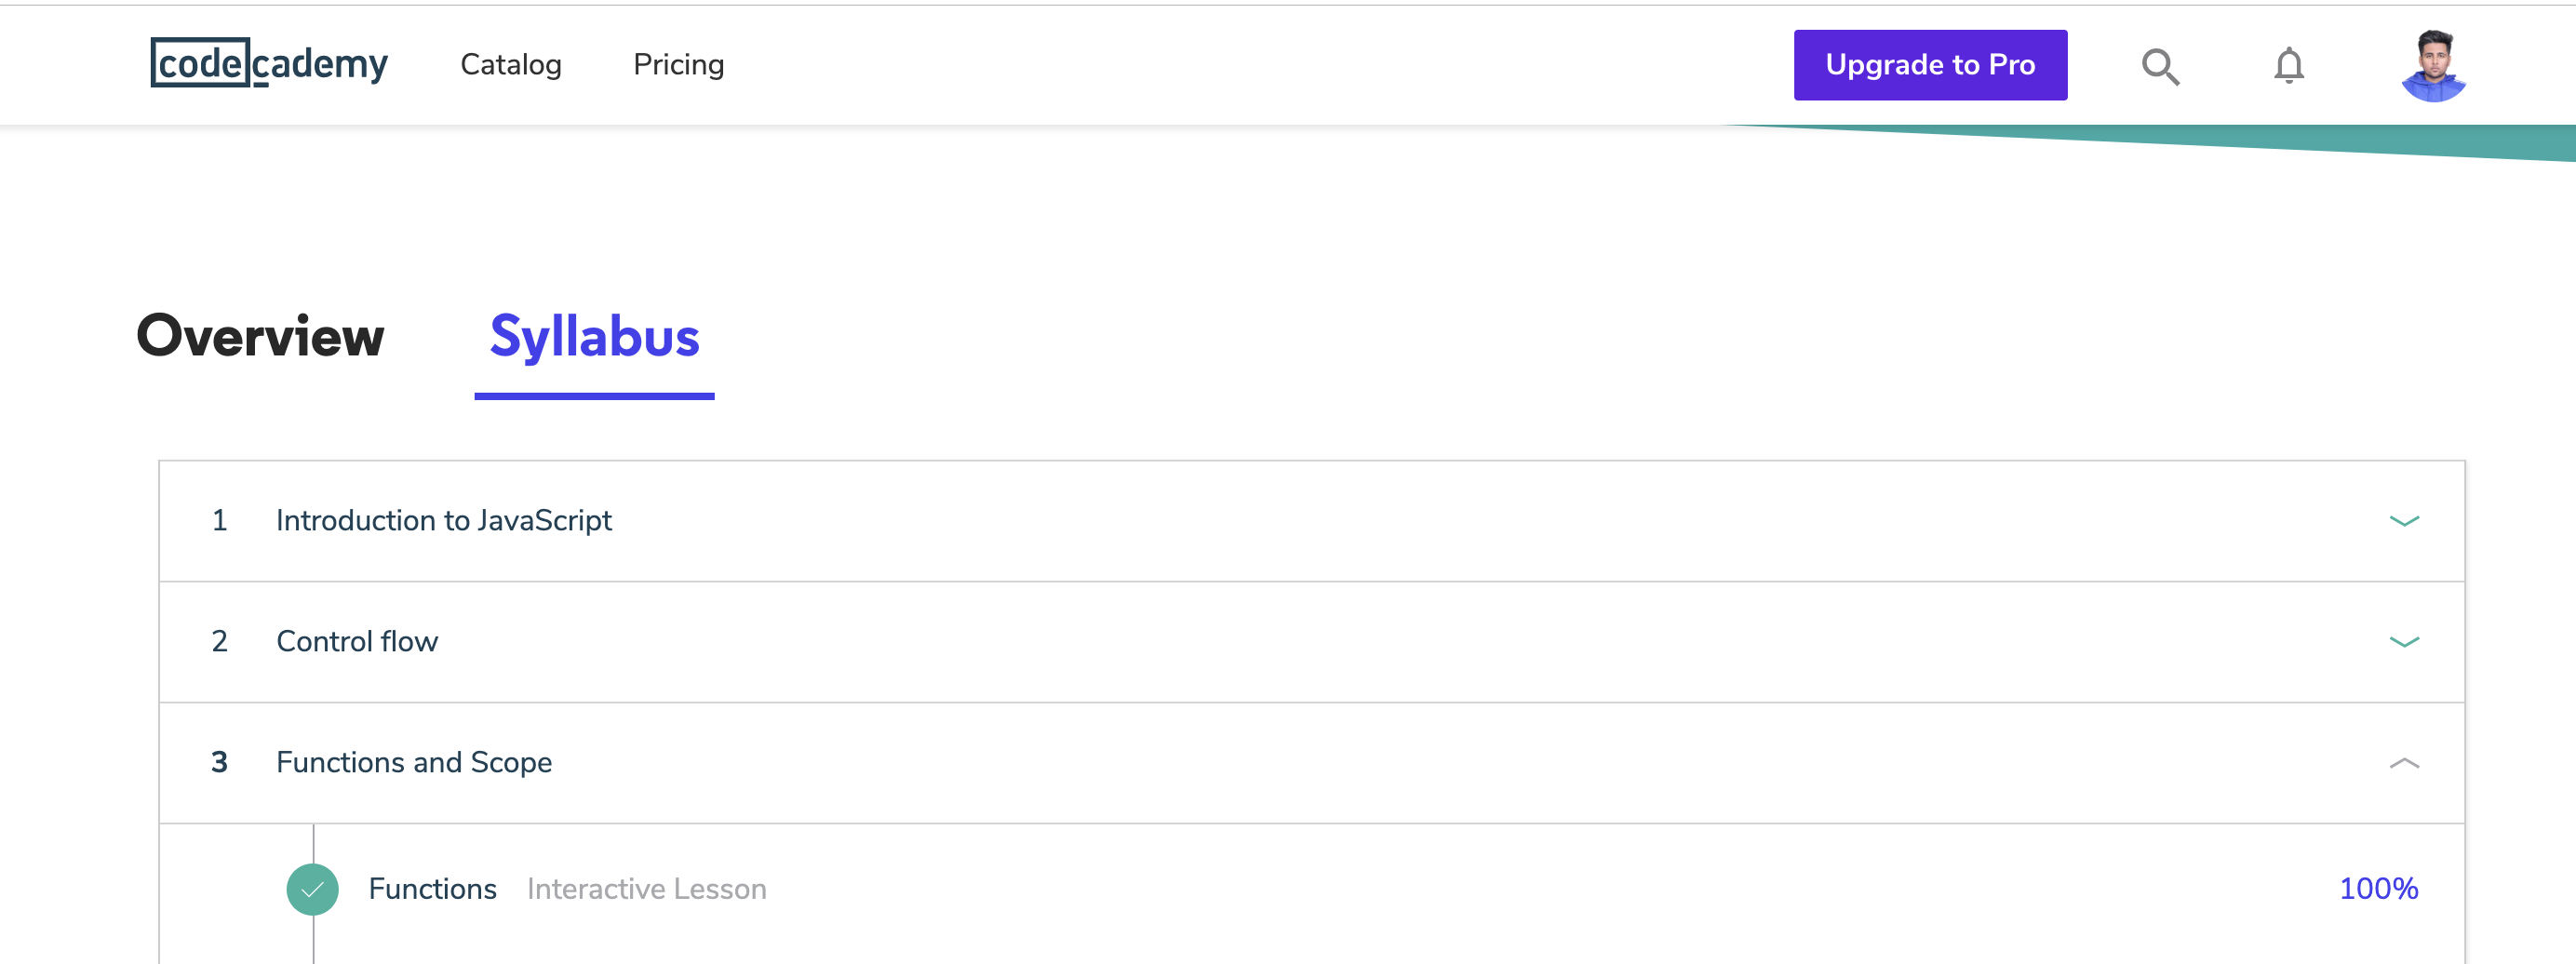 codecademy Catalog Pricing Upgrade to Pro
Overview Syllabus
1 Introduction to JavaScript
2 Control flow
3 Functions and Scope
Functions Interactive Lesson 100%